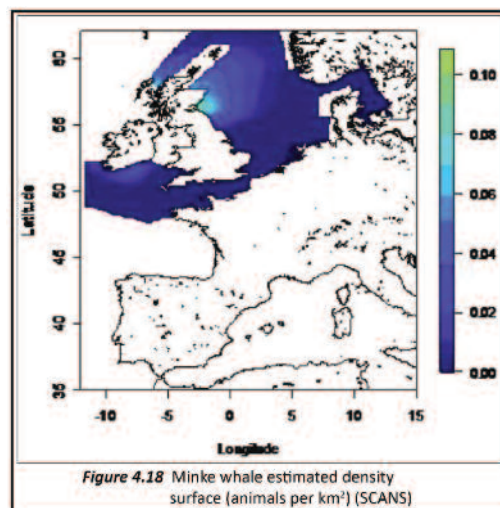 Latitude
60
55
50
45
40
35
-10 -5 0 5 10 15
Longitude
0.10
0.08
0.06
0.04
0.02
0.00
Figure 4.18 Minke whale estimated density
surface (animals per km²) (SCANS)